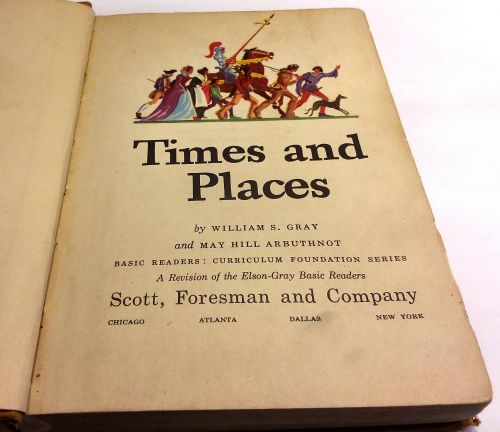 Times and
Places
by WILLIAM S. GRAY
and MAY HILL ARBUTHNOT
BASIC READERS: CURRICULUM FOUNDATION SERIES
A Revision of the Elson-Gray Basic Readers
Scott, Foresman and Company
CHICAGO ATLANTA DALLAS NEW YORK